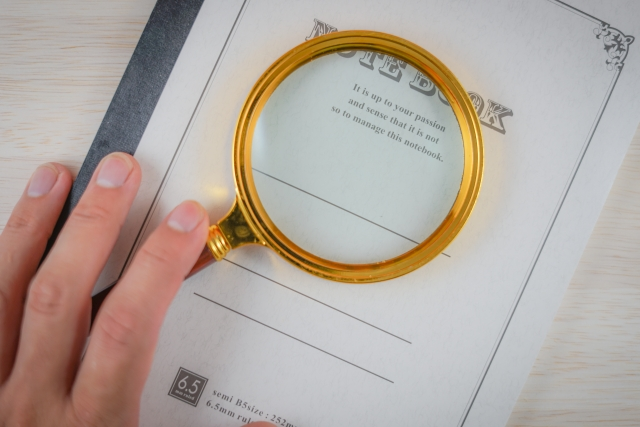 NOTE BOOK
It is up to your passion
and sense that it is not
so to manage this notebook.
6.5
semi B5size : 252m
6.5mm rul